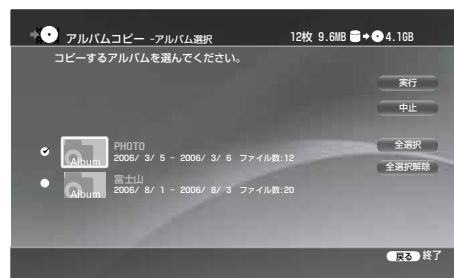 アルバムコピー -アルバム選択
12枚 9.6MB 4.1GB
コピーするアルバムを選んでください。
実行
中止
全選択
全選択解除
Album
PHOTO
2006/ 3/ 5 - 2006/ 3/ 6 ファイル数:12
Album
富士山
2006/ 8/ 1 - 2006/ 8/ 3 ファイル数:20
戻る 終了